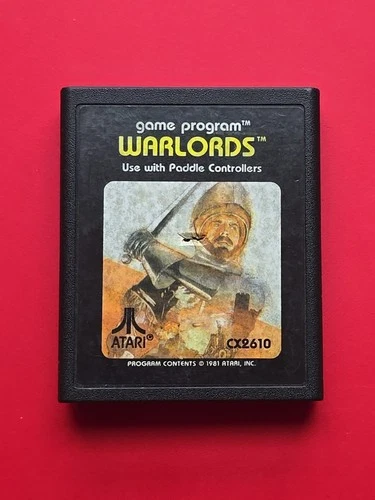 game program™
WARLORDS™
Use with Paddle Controllers
ATARI®
CX2610
PROGRAM CONTENTS © 1981 ATARI, INC.